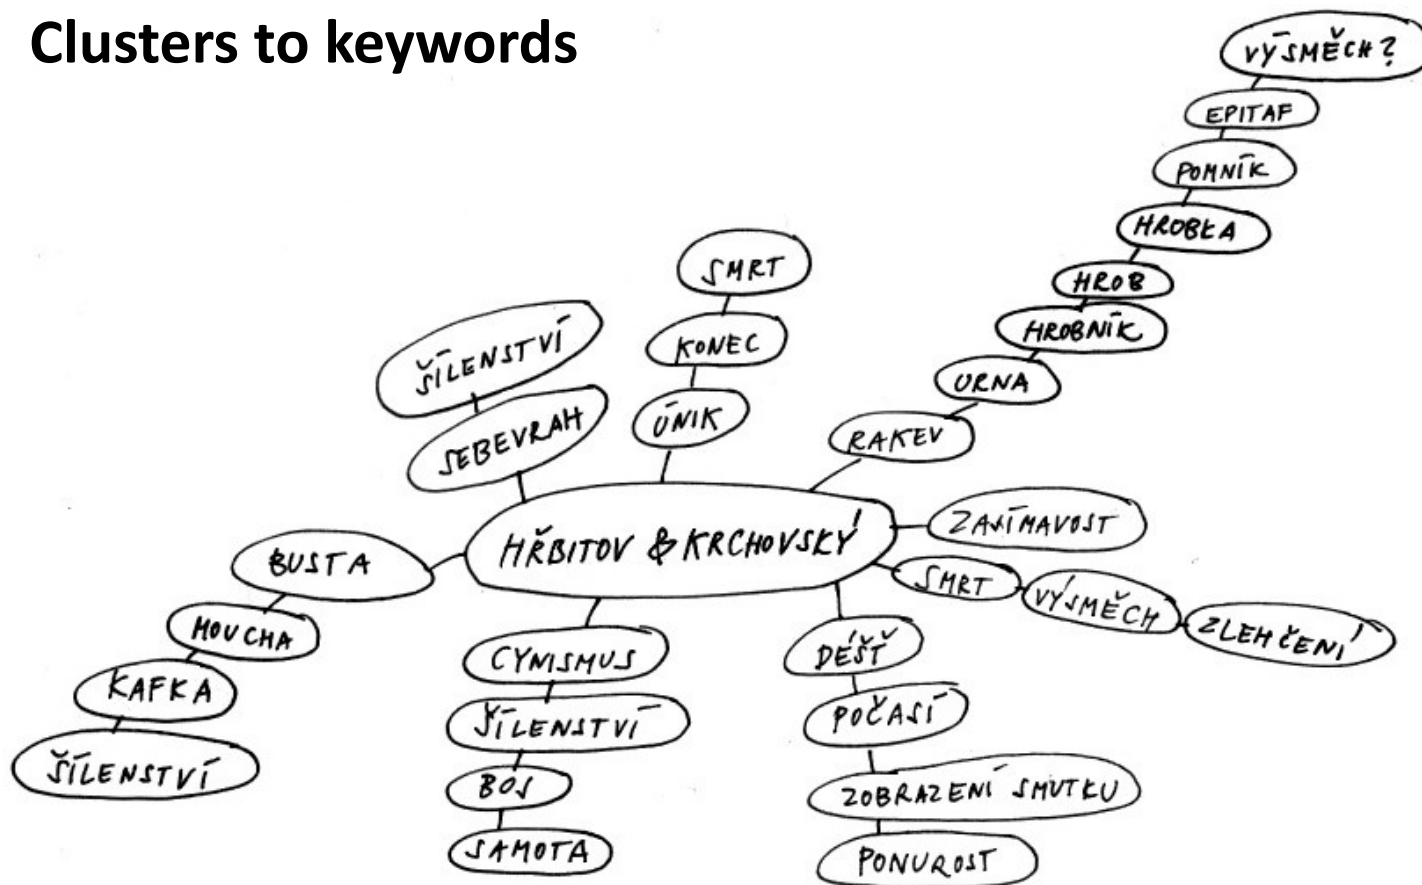 Clusters to keywords
VÝSMĚCH?
EPITAF
POMNÍK
HROBKA
HROB
HROBNÍK
URNA
RAKEV
SMRT
KONEC
ÚNIK
ŠÍLENSTVÍ
SEBEVRAH
HŘBITOV & KRCHOVSKÝ
ZAJÍMAVOST
SMRT
VÝSMĚCH
ZLEHČENÍ
BUSTA
MOUCHA
KAFKA
ŠÍLENSTVÍ
CYNISMUS
ŠÍLENSTVÍ
BOS
SAMOTA
DÉŠŤ
POČASÍ
ZOBRAZENÍ SMUTKU
PONUROST